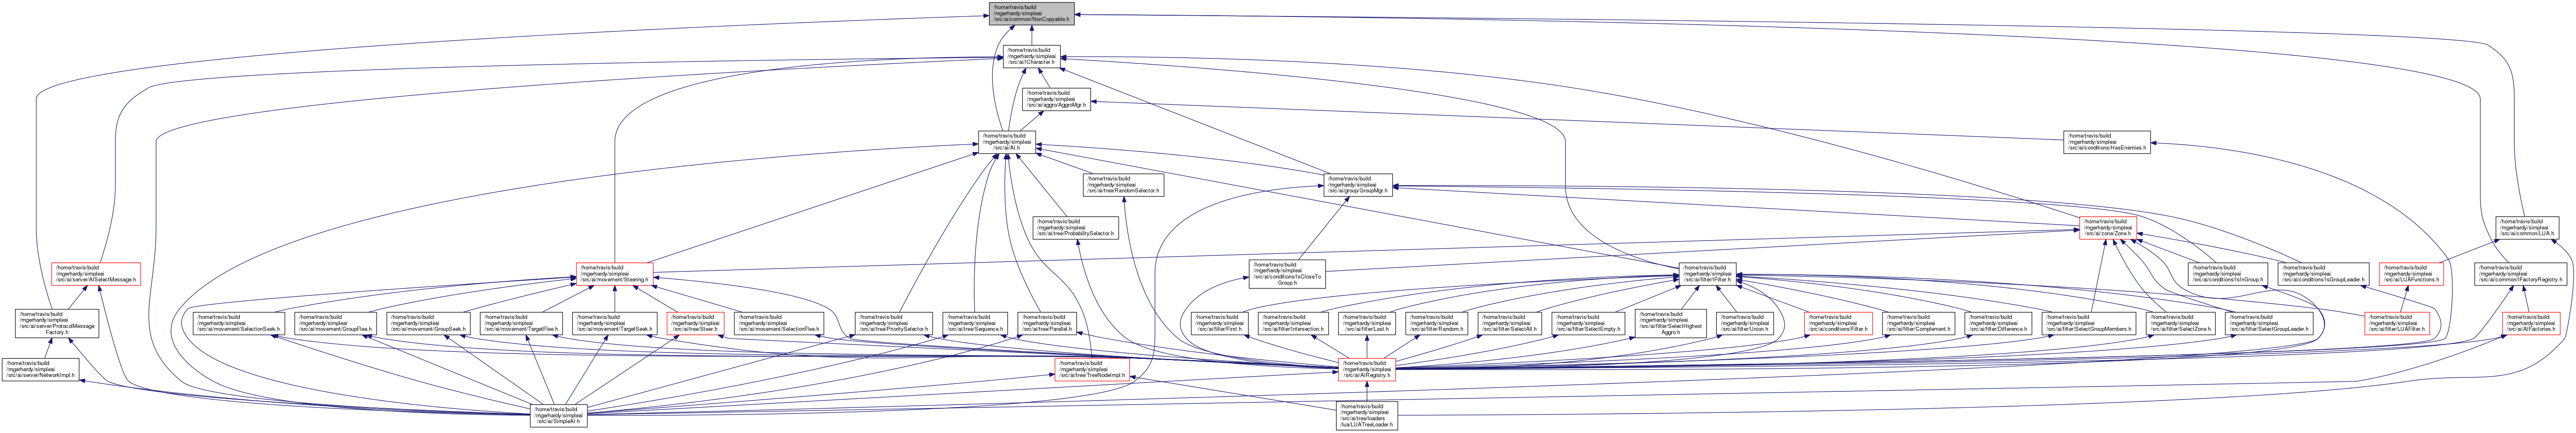 /home/travis/build
/mgerhardy/simpleai
/src/ai/common/NonCopyable.h
/home/travis/build
/mgerhardy/simpleai
/src/ai/ICharacter.h
/home/travis/build
/mgerhardy/simpleai
/src/ai/aggro/AggroMgr.h
/home/travis/build
/mgerhardy/simpleai
/src/ai/AI.h
/home/travis/build
/mgerhardy/simpleai
/src/ai/conditions/HasEnemies.h
/home/travis/build
/mgerhardy/simpleai
/src/ai/tree/RandomSelector.h
/home/travis/build
/mgerhardy/simpleai
/src/ai/group/GroupMgr.h
/home/travis/build
/mgerhardy/simpleai
/src/ai/tree/ProbabilitySelector.h
/home/travis/build
/mgerhardy/simpleai
/src/ai/zone/Zone.h
/home/travis/build
/mgerhardy/simpleai
/src/ai/common/LUA.h
/home/travis/build
/mgerhardy/simpleai
/src/ai/server/AISelectMessage.h
/home/travis/build
/mgerhardy/simpleai
/src/ai/movement/Steering.h
/home/travis/build
/mgerhardy/simpleai
/src/ai/conditions/IsCloseTo
Group.h
/home/travis/build
/mgerhardy/simpleai
/src/ai/filter/IFilter.h
/home/travis/build
/mgerhardy/simpleai
/src/ai/conditions/IsInGroup.h
/home/travis/build
/mgerhardy/simpleai
/src/ai/conditions/IsGroupLeader.h
/home/travis/build
/mgerhardy/simpleai
/src/ai/LUAFunctions.h
/home/travis/build
/mgerhardy/simpleai
/src/ai/common/IFactoryRegistry.h
/home/travis/build
/mgerhardy/simpleai
/src/ai/server/ProtocolMessage
Factory.h
/home/travis/build
/mgerhardy/simpleai
/src/ai/movement/SelectionSeek.h
/home/travis/build
/mgerhardy/simpleai
/src/ai/movement/GroupFlee.h
/home/travis/build
/mgerhardy/simpleai
/src/ai/movement/GroupSeek.h
/home/travis/build
/mgerhardy/simpleai
/src/ai/movement/TargetFlee.h
/home/travis/build
/mgerhardy/simpleai
/src/ai/movement/TargetSeek.h
/home/travis/build
/mgerhardy/simpleai
/src/ai/tree/Steer.h
/home/travis/build
/mgerhardy/simpleai
/src/ai/movement/SelectionFlee.h
/home/travis/build
/mgerhardy/simpleai
/src/ai/tree/PrioritySelector.h
/home/travis/build
/mgerhardy/simpleai
/src/ai/tree/Sequence.h
/home/travis/build
/mgerhardy/simpleai
/src/ai/tree/Parallel.h
/home/travis/build
/mgerhardy/simpleai
/src/ai/filter/First.h
/home/travis/build
/mgerhardy/simpleai
/src/ai/filter/Intersection.h
/home/travis/build
/mgerhardy/simpleai
/src/ai/filter/Last.h
/home/travis/build
/mgerhardy/simpleai
/src/ai/filter/Random.h
/home/travis/build
/mgerhardy/simpleai
/src/ai/filter/SelectAll.h
/home/travis/build
/mgerhardy/simpleai
/src/ai/filter/SelectEmpty.h
/home/travis/build
/mgerhardy/simpleai
/src/ai/filter/SelectHighest
Aggro.h
/home/travis/build
/mgerhardy/simpleai
/src/ai/filter/Union.h
/home/travis/build
/mgerhardy/simpleai
/src/ai/conditions/Filter.h
/home/travis/build
/mgerhardy/simpleai
/src/ai/filter/Complement.h
/home/travis/build
/mgerhardy/simpleai
/src/ai/filter/Difference.h
/home/travis/build
/mgerhardy/simpleai
/src/ai/filter/SelectGroupMembers.h
/home/travis/build
/mgerhardy/simpleai
/src/ai/filter/SelectZone.h
/home/travis/build
/mgerhardy/simpleai
/src/ai/filter/SelectGroupLeader.h
/home/travis/build
/mgerhardy/simpleai
/src/ai/filter/LUAFilter.h
/home/travis/build
/mgerhardy/simpleai
/src/ai/AIFactories.h
/home/travis/build
/mgerhardy/simpleai
/src/ai/server/NetworkImpl.h
/home/travis/build
/mgerhardy/simpleai
/src/ai/tree/TreeNodeImpl.h
/home/travis/build
/mgerhardy/simpleai
/src/ai/AIRegistry.h
/home/travis/build
/mgerhardy/simpleai
/src/ai/SimpleAI.h
/home/travis/build
/mgerhardy/simpleai
/src/ai/tree/loaders
/lua/LUATreeLoader.h